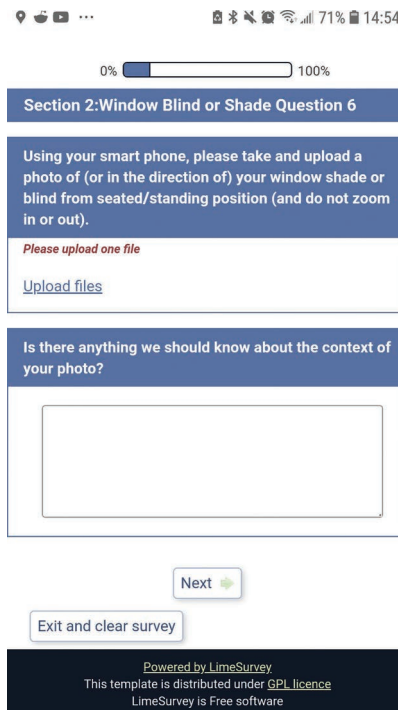 71% 14:54
0% 100%
Section 2:Window Blind or Shade Question 6
Using your smart phone, please take and upload a
photo of (or in the direction of) your window shade or
blind from seated/standing position (and do not zoom
in or out).
Please upload one file
Upload files
Is there anything we should know about the context of
your photo?
Next
Exit and clear survey
Powered by LimeSurvey
This template is distributed under GPL licence
LimeSurvey is Free software